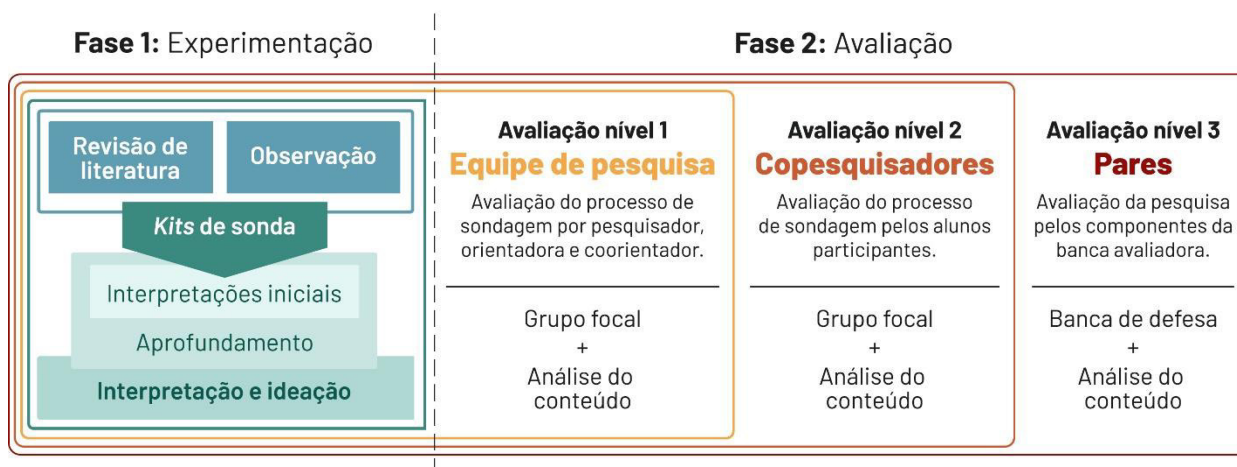 Fase 1: Experimentação
Fase 2: Avaliação
Revisão de
literatura
Observação
Kits de sonda
Interpretações iniciais
Aprofundamento
Interpretação e ideação
Avaliação nível 1
Equipe de pesquisa
Avaliação do processo de
sondagem por pesquisador,
orientadora e coorientador.
Grupo focal
+
Análise do
conteúdo
Avaliação nível 2
Copesquisadores
Avaliação do processo
de sondagem pelos alunos
participantes.
Grupo focal
+
Análise do
conteúdo
Avaliação nível 3
Pares
Avaliação da pesquisa
pelos componentes da
banca avaliadora.
Banca de defesa
+
Análise do
conteúdo